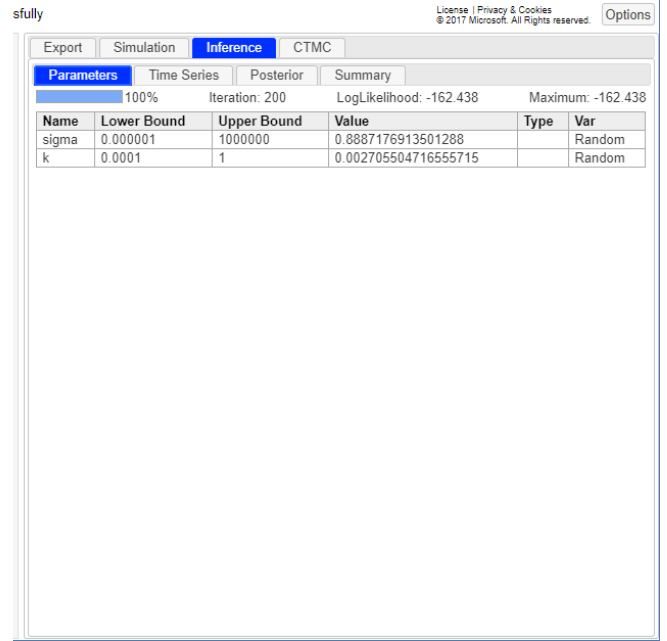 sfully
License | Privacy & Cookies
© 2017 Microsoft. All Rights reserved.
Options
Export Simulation Inference CTMC
Parameters Time Series Posterior Summary
100% Iteration: 200 LogLikelihood: -162.438 Maximum: -162.438
Name Lower Bound Upper Bound Value Type Var
sigma 0.000001 1000000 0.8887176913501288 Random
k 0.0001 1 0.002705504716555715 Random